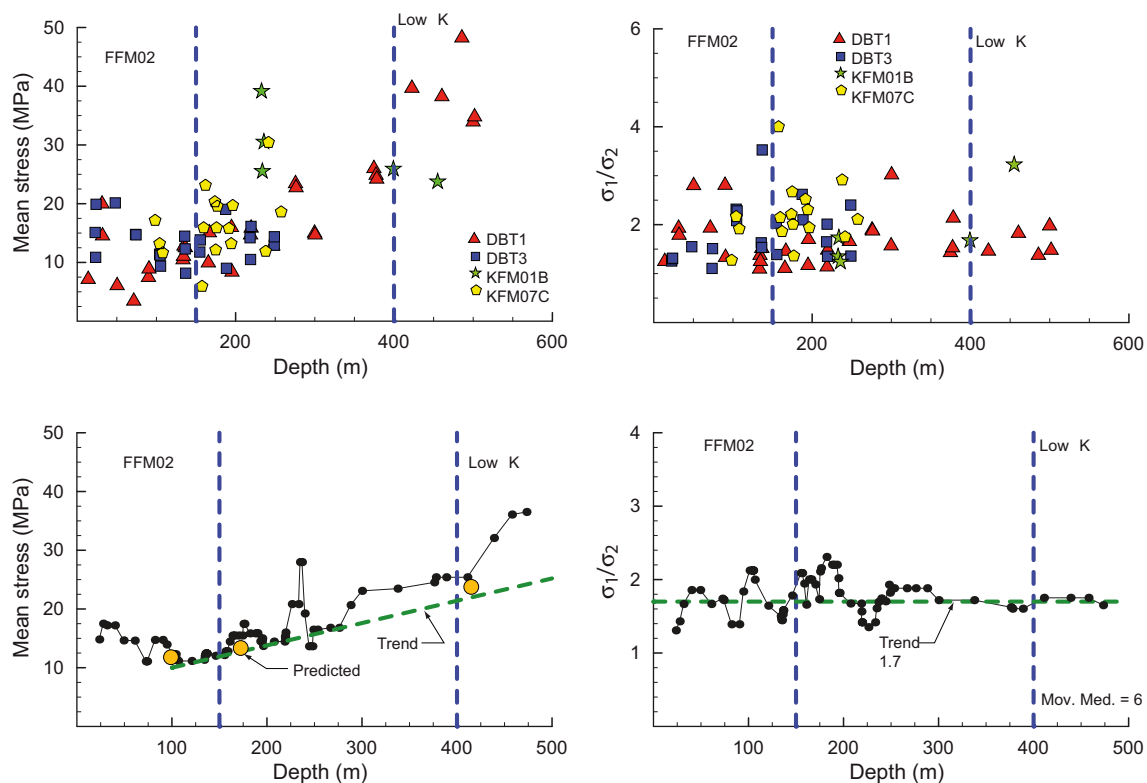 50
40
30
20
10
0
Mean stress (MPa)
FFM02
Low K
DBT1
DBT3
KFM01B
KFM07C
200
400
600
Depth (m)
6
4
2
0
σ1/σ2
FFM02
Low K
DBT1
DBT3
KFM01B
KFM07C
200
400
600
Depth (m)
50
40
30
20
10
0
Mean stress (MPa)
FFM02
Low K
Trend
Predicted
100
200
300
400
500
Depth (m)
4
3
2
1
0
σ1/σ2
FFM02
Low K
Trend
1.7
Mov. Med. = 6
100
200
300
400
500
Depth (m)